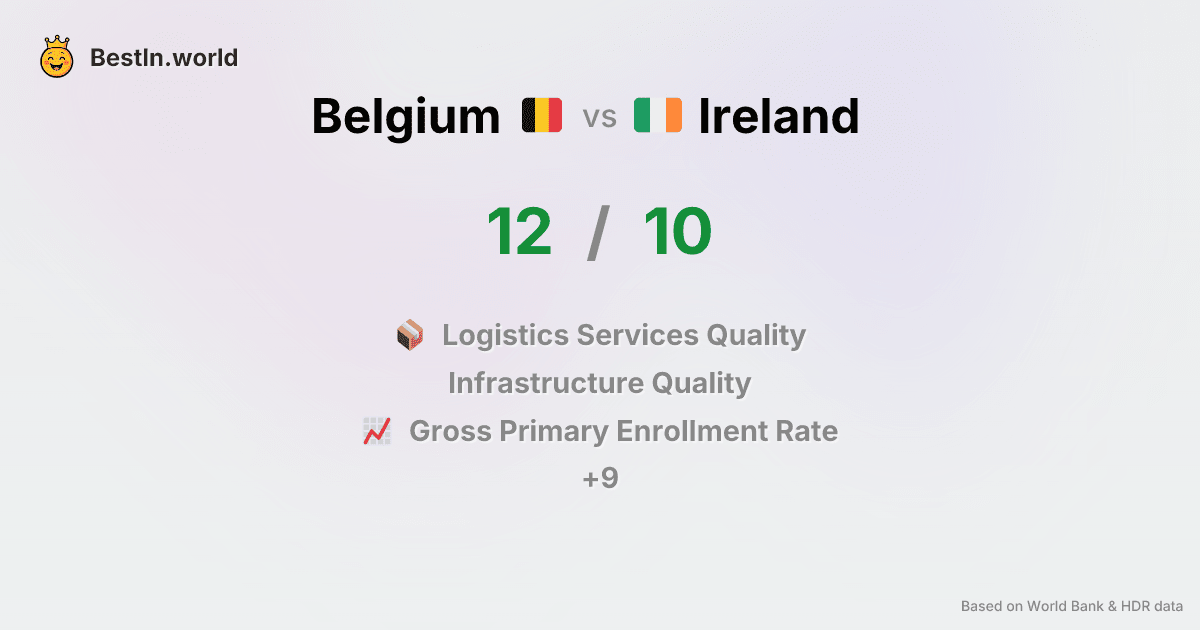 BestIn.world
Belgium vs Ireland
12 / 10
Logistics Services Quality
Infrastructure Quality
Gross Primary Enrollment Rate
+9
Based on World Bank & HDR data